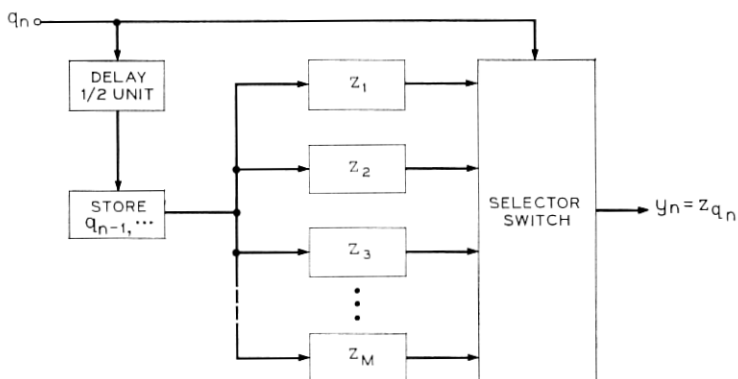 qn
DELAY
1/2 UNIT
STORE
qn-1, ...
Z1
Z2
Z3
ZM
SELECTOR
SWITCH
yn = Zqn